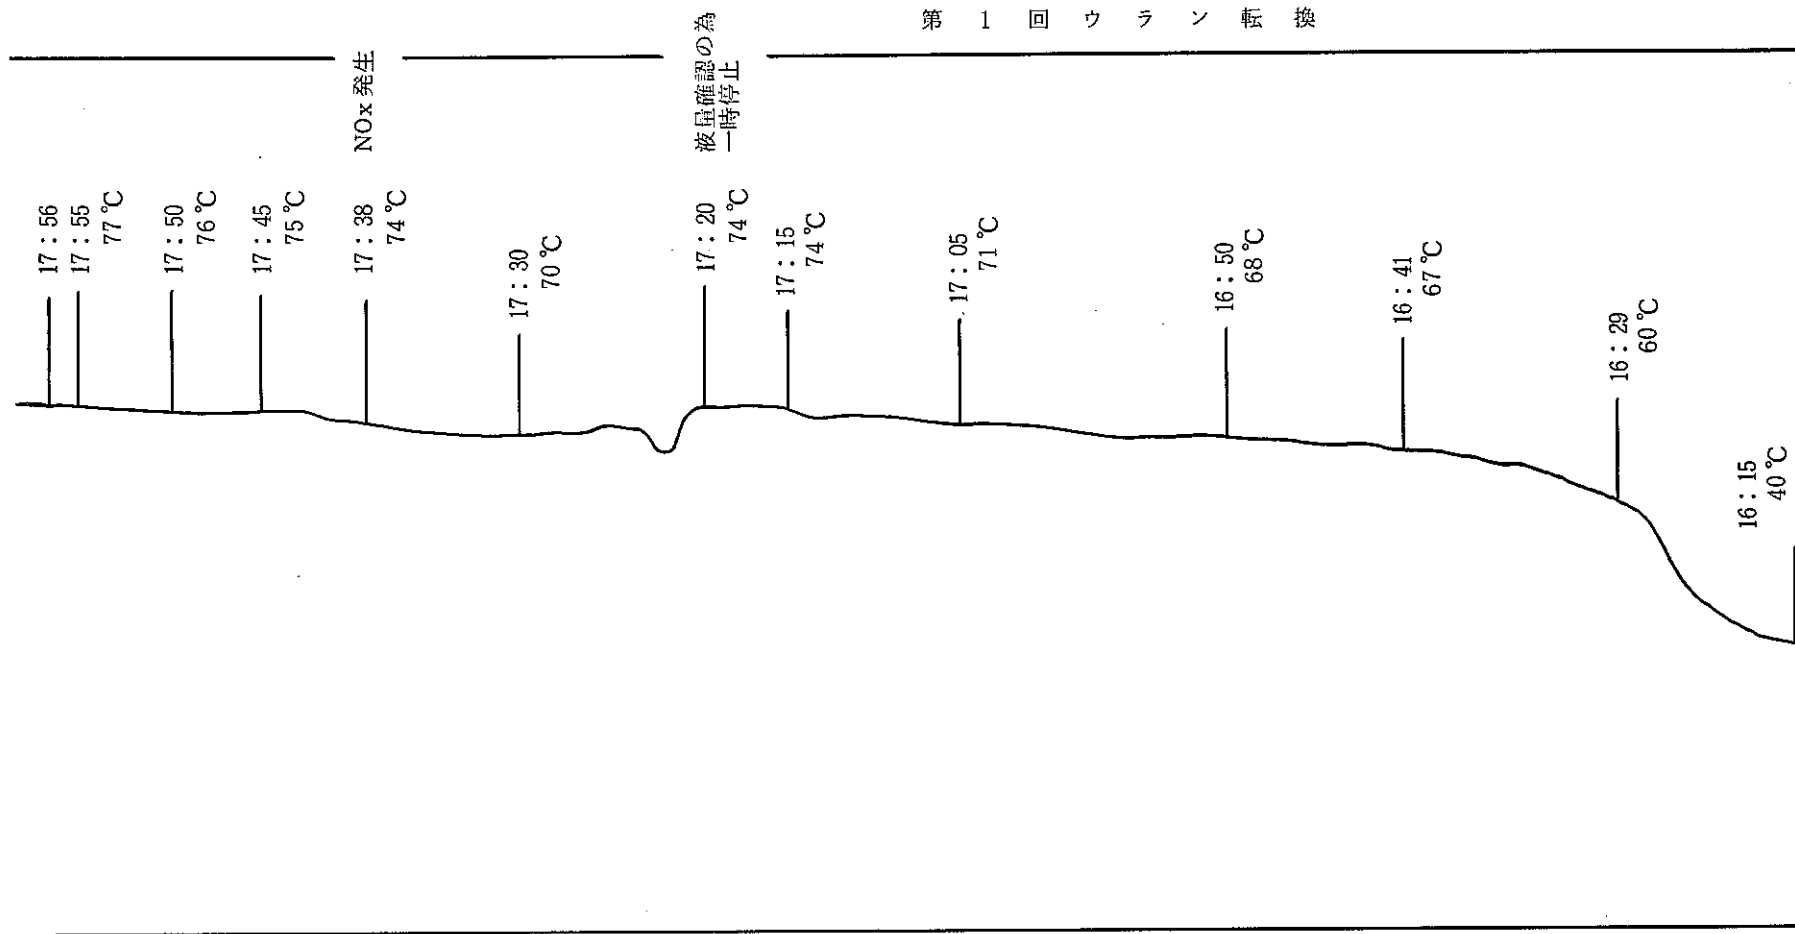 第 1 回 ウ ラ ン 転 換
NOx 発生
液量確認の為
一時停止
17 : 56
17 : 55
77 ℃
17 : 50
76 ℃
17 : 45
75 ℃
17 : 38
74 ℃
17 : 30
70 ℃
17 : 20
74 ℃
17 : 15
74 ℃
17 : 05
71 ℃
16 : 50
68 ℃
16 : 41
67 ℃
16 : 29
60 ℃
16 : 15
40 ℃